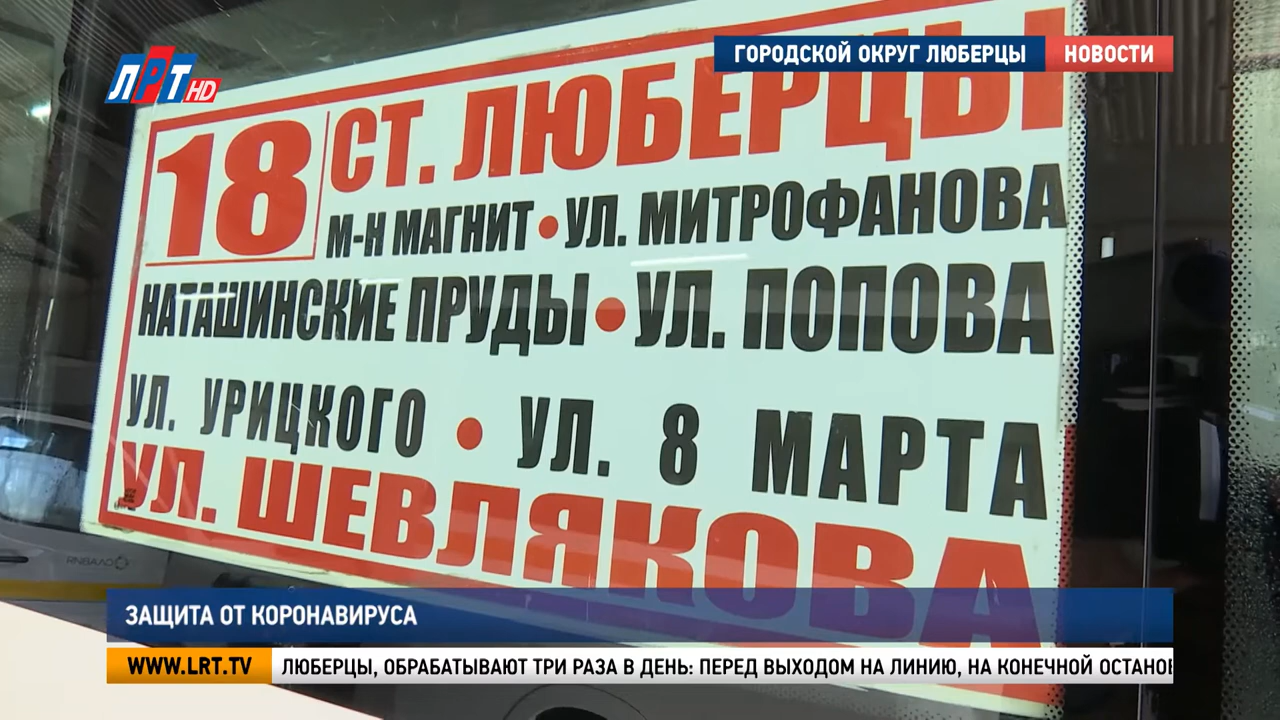 ЛРТ HD
ГОРОДСКОЙ ОКРУГ ЛЮБЕРЦЫ НОВОСТИ
18
СТ. ЛЮБЕРЦЫ
М-Н МАГНИТ • УЛ. МИТРОФАНОВА
НАТАШИНСКИЕ ПРУДЫ • УЛ. ПОПОВА
УЛ. УРИЦКОГО • УЛ. 8 МАРТА
УЛ. ШЕВЛЯКОВА
ЗАЩИТА ОТ КОРОНАВИРУСА
WWW.LRT.TV ЛЮБЕРЦЫ, ОБРАБАТЫВАЮТ ТРИ РАЗА В ДЕНЬ: ПЕРЕД ВЫХОДОМ НА ЛИНИЮ, НА КОНЕЧНОЙ ОСТАНОВ